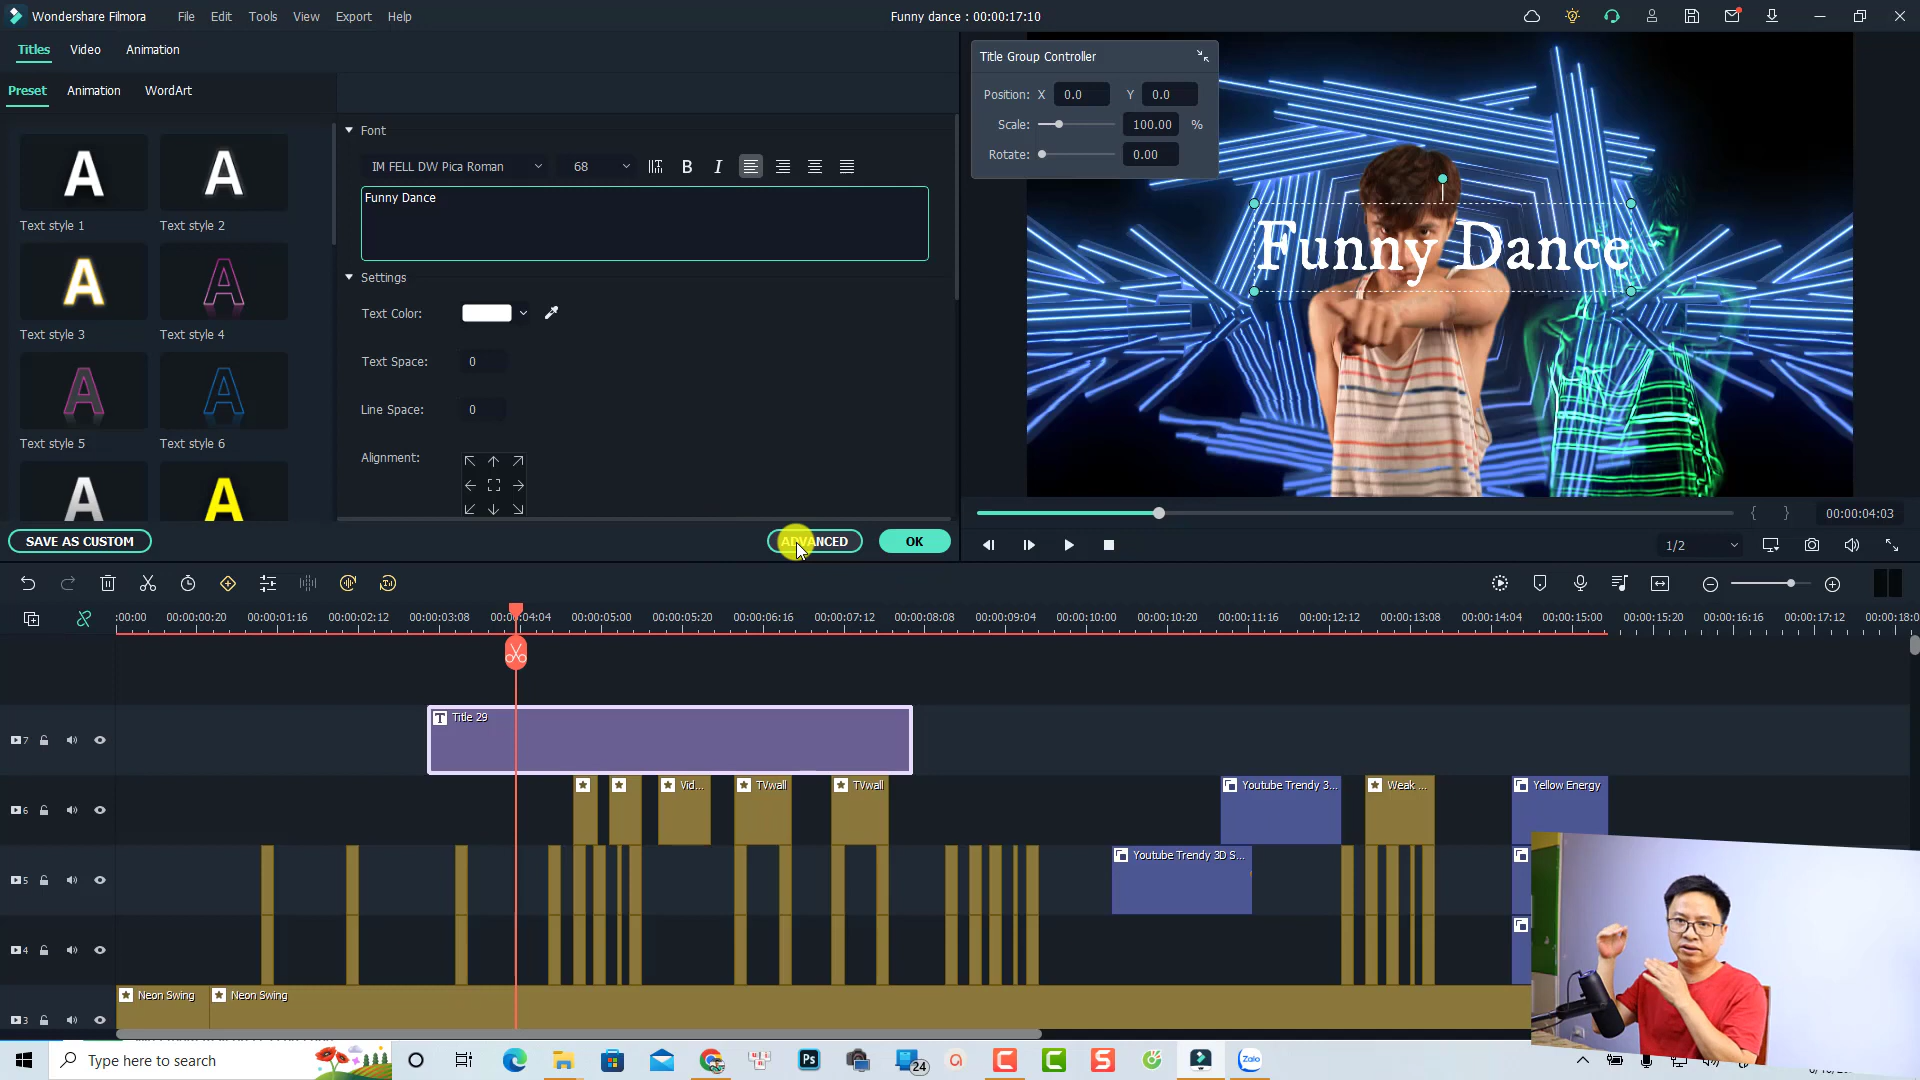 Wondershare Filmora File Edit Tools View Export Help Funny dance : 00:00:17:10
Titles Video Animation
Preset Animation WordArt
Text style 1 Text style 2
Text style 3 Text style 4
Text style 5 Text style 6
Font
IM FELL DW Pica Roman 68 B I
Funny Dance
Settings
Text Color:
Text Space: 0
Line Space: 0
Alignment:
SAVE AS CUSTOM ADVANCED OK
Title Group Controller
Position: X 0.0 Y 0.0
Scale: 100.00 %
Rotate: 0.00
Funny Dance
00:00:04:03
1/2
:00:00 00:00:00:20 00:00:01:16 00:00:02:12 00:00:03:08 00:00:04:04 00:00:05:00 00:00:05:20 00:00:06:16 00:00:07:12 00:00:08:08 00:00:09:04 00:00:10:00 00:00:10:20 00:00:11:16 00:00:12:12 00:00:13:08 00:00:14:04 00:00:15:00 00:00:15:20 00:00:16:16 00:00:17:12 00:00:18:0
7 Title 29
6 Vid... TVwall TVwall Youtube Trendy 3... Weak ... Yellow Energy
5 Youtube Trendy 3D S...
4
3 Neon Swing Neon Swing
Type here to search Ps 24 C C S Zalo